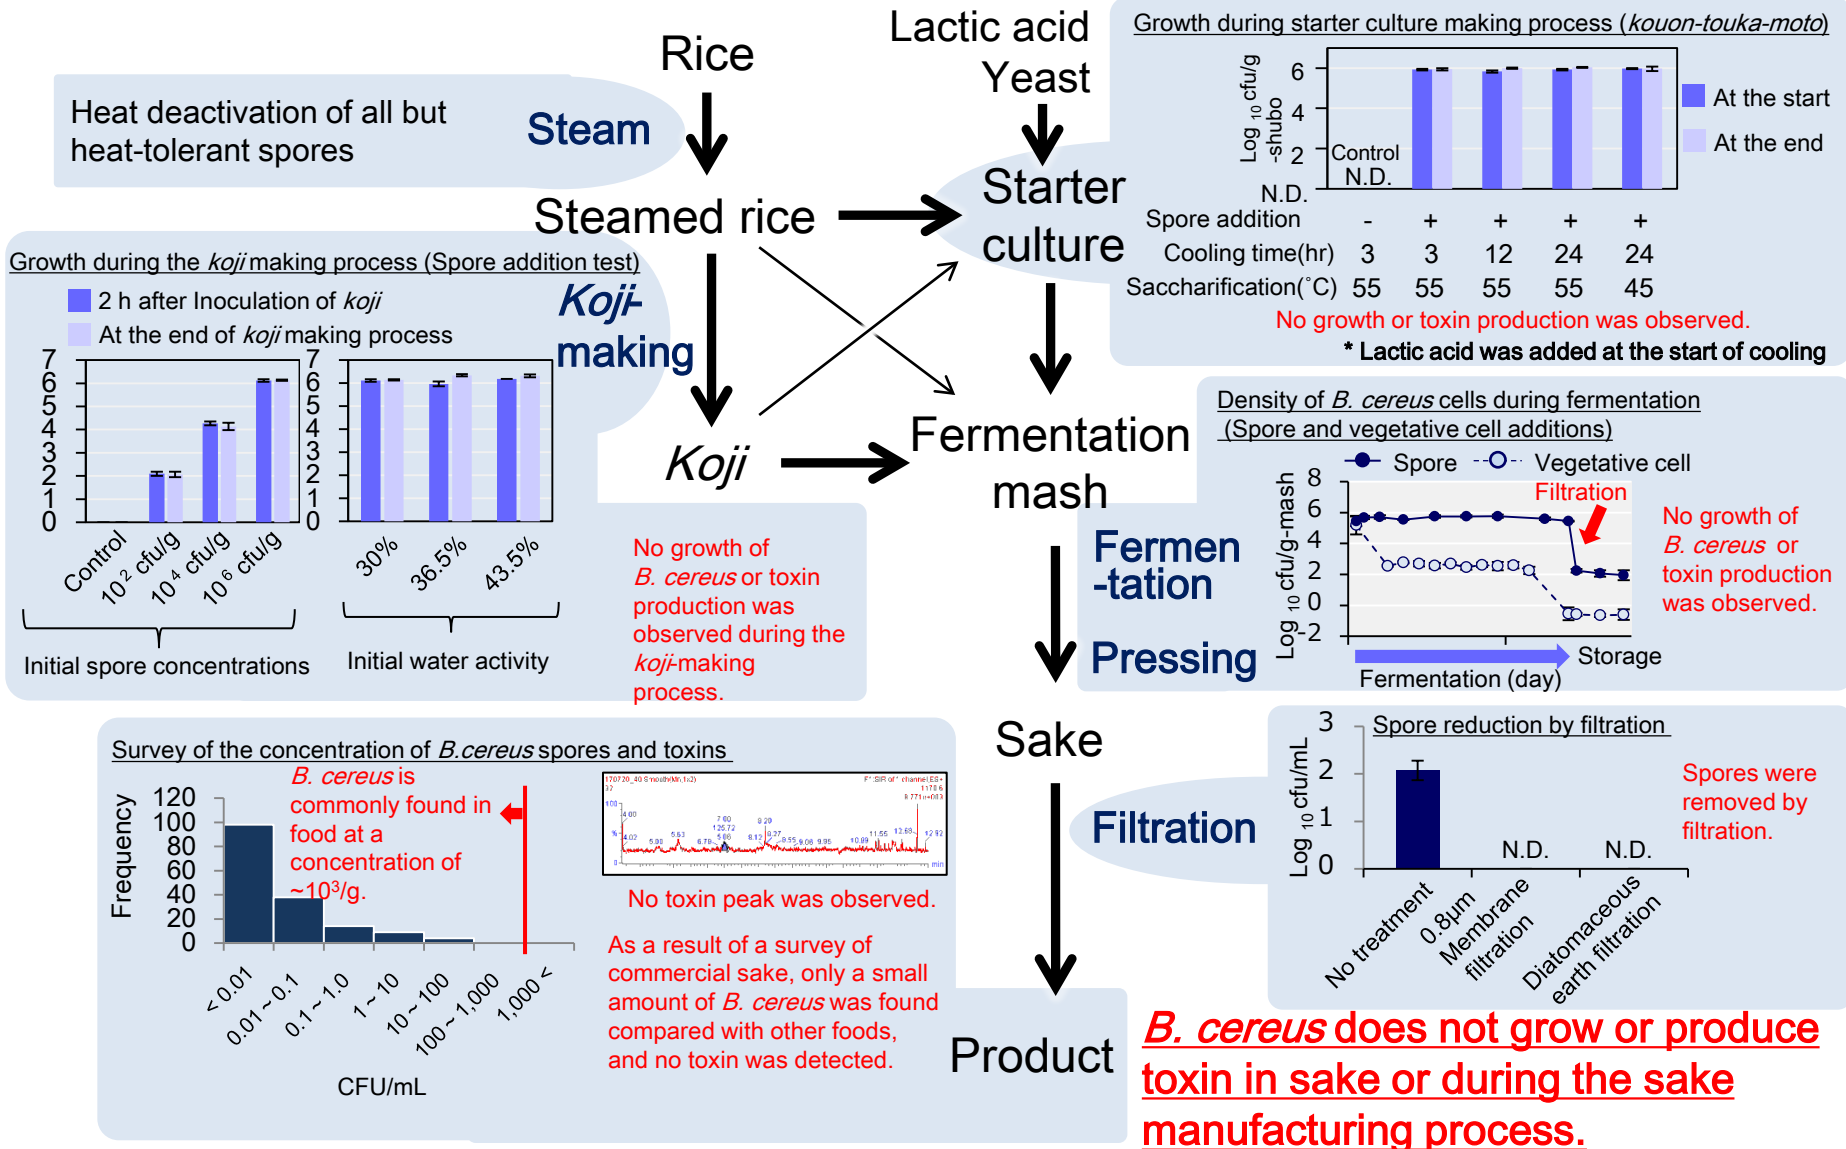 Rice
Lactic acid
Yeast
Heat deactivation of all but
heat-tolerant spores
Steam
Steamed rice
Starter
culture
Growth during starter culture making process (kouon-touka-moto)
Log 10 cfu/g
-shubo
6
4
2
N.D.
Control
N.D.
At the start
At the end
Spore addition - + + + +
Cooling time(hr) 3 3 12 24 24
Saccharification(˚C) 55 55 55 55 45
No growth or toxin production was observed.
* Lactic acid was added at the start of cooling
Growth during the koji making process (Spore addition test)
2 h after Inoculation of koji
At the end of koji making process
Koji-
making
7
6
5
4
3
2
1
0
Control
10² cfu/g
10⁴ cfu/g
10⁶ cfu/g
Initial spore concentrations
7
6
5
4
3
2
1
0
30%
36.5%
43.5%
Initial water activity
No growth of
B. cereus or toxin
production was
observed during the
koji-making
process.
Koji
Fermentation
mash
Fermen
-tation
Pressing
Density of B. cereus cells during fermentation
(Spore and vegetative cell additions)
Spore
Vegetative cell
Log 10 cfu/g-mash
8
6
4
2
0
-2
Filtration
Fermentation (day)
Storage
No growth of
B. cereus or
toxin production
was observed.
Sake
Filtration
Spore reduction by filtration
Log 10 cfu/mL
3
2
1
0
N.D.
N.D.
No treatment
0.8µm
Membrane
filtration
Diatomaceous
earth filtration
Spores were
removed by
filtration.
Survey of the concentration of B.cereus spores and toxins
Frequency
120
100
80
60
40
20
0
B. cereus is
commonly found in
food at a
concentration of
~10³/g.
< 0.01
0.01 ~ 0.1
0.1 ~ 1.0
1 ~ 10
10 ~ 100
100 ~ 1,000
1,000 <
CFU/mL
No toxin peak was observed.
As a result of a survey of
commercial sake, only a small
amount of B. cereus was found
compared with other foods,
and no toxin was detected.
Product
B. cereus does not grow or produce
toxin in sake or during the sake
manufacturing process.